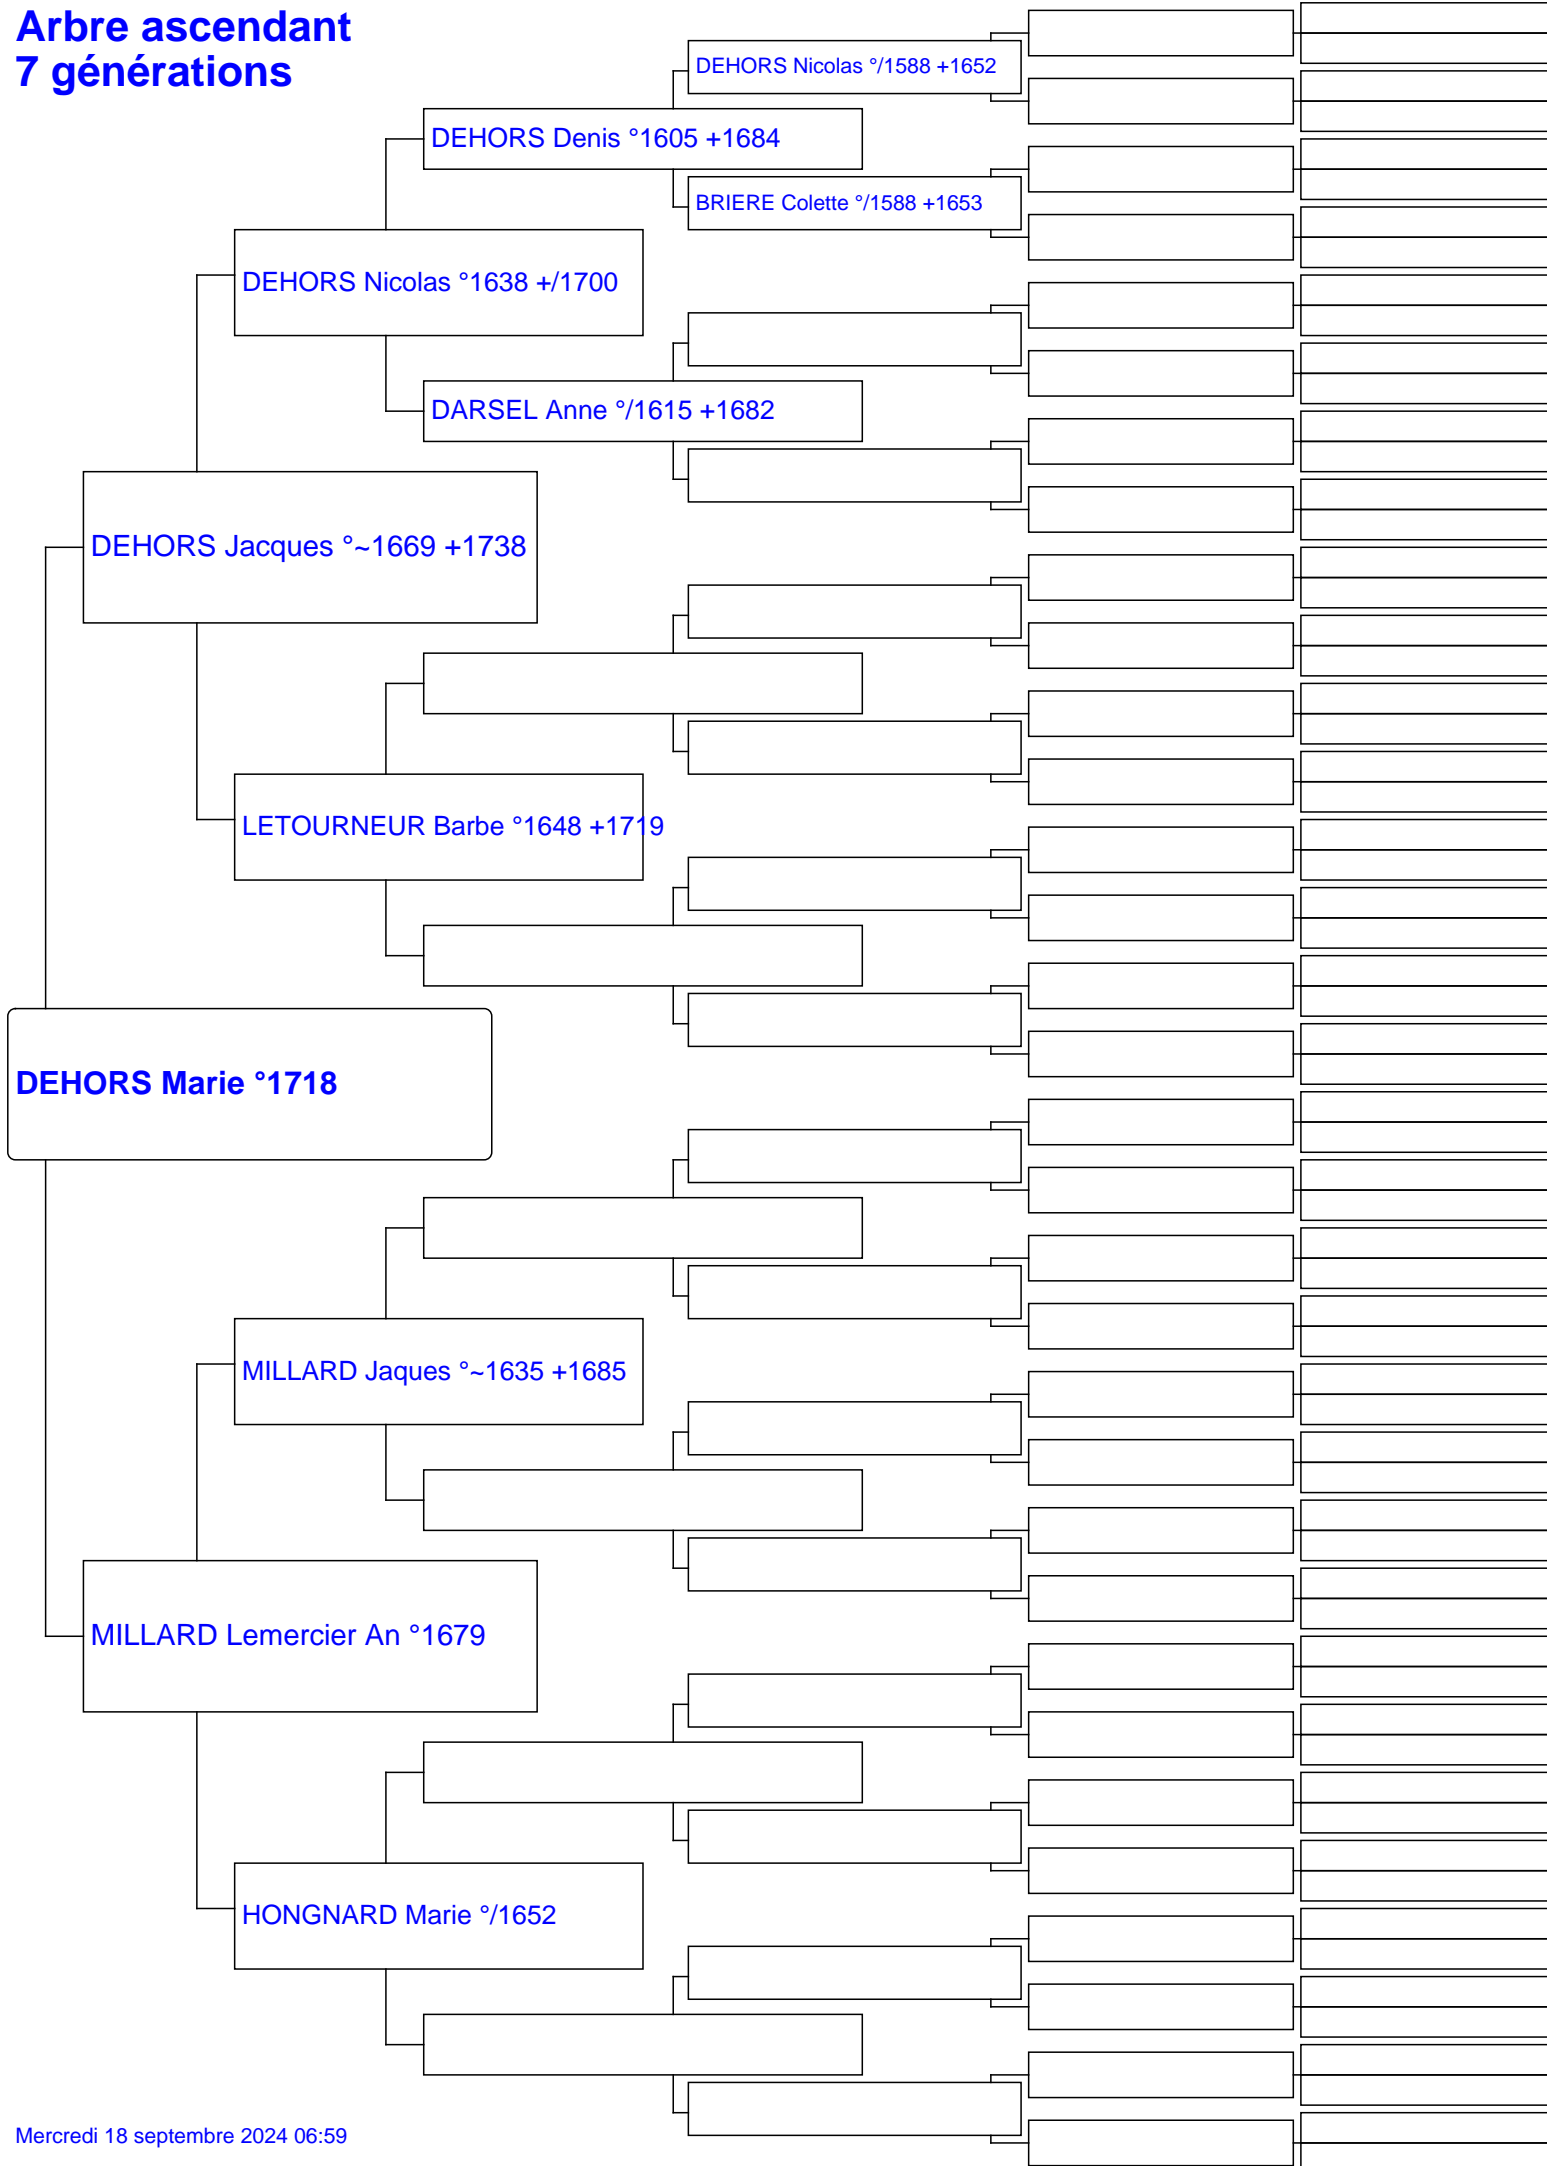 Arbre ascendant
7 générations
DEHORS Nicolas °/1588 +1652
DEHORS Denis °1605 +1684
BRIERE Colette °/1588 +1653
DEHORS Nicolas °1638 +/1700
DARSEL Anne °/1615 +1682
DEHORS Jacques °~1669 +1738
LETOURNEUR Barbe °1648 +1719
DEHORS Marie °1718
MILLARD Jaques °~1635 +1685
MILLARD Lemercier An °1679
HONGNARD Marie °/1652
Mercredi 18 septembre 2024 06:59